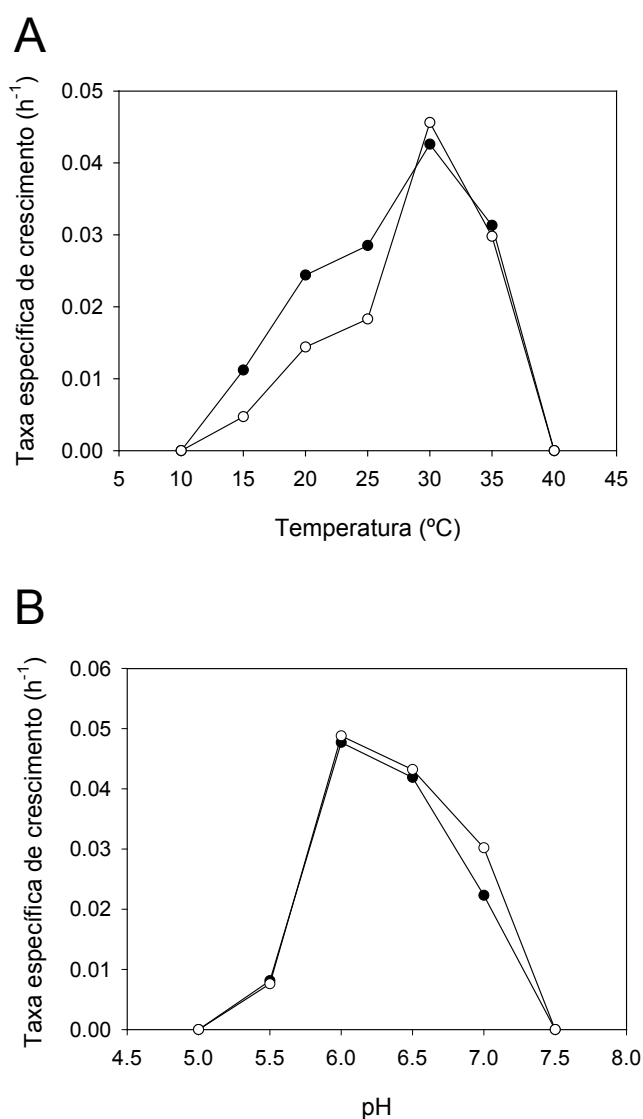 A
Taxa específica de crescimento (h⁻¹)
0.05
0.04
0.03
0.02
0.01
0.00
5 10 15 20 25 30 35 40 45
Temperatura (ºC)
B
Taxa específica de crescimento (h⁻¹)
0.06
0.05
0.04
0.03
0.02
0.01
0.00
4.5 5.0 5.5 6.0 6.5 7.0 7.5 8.0
pH